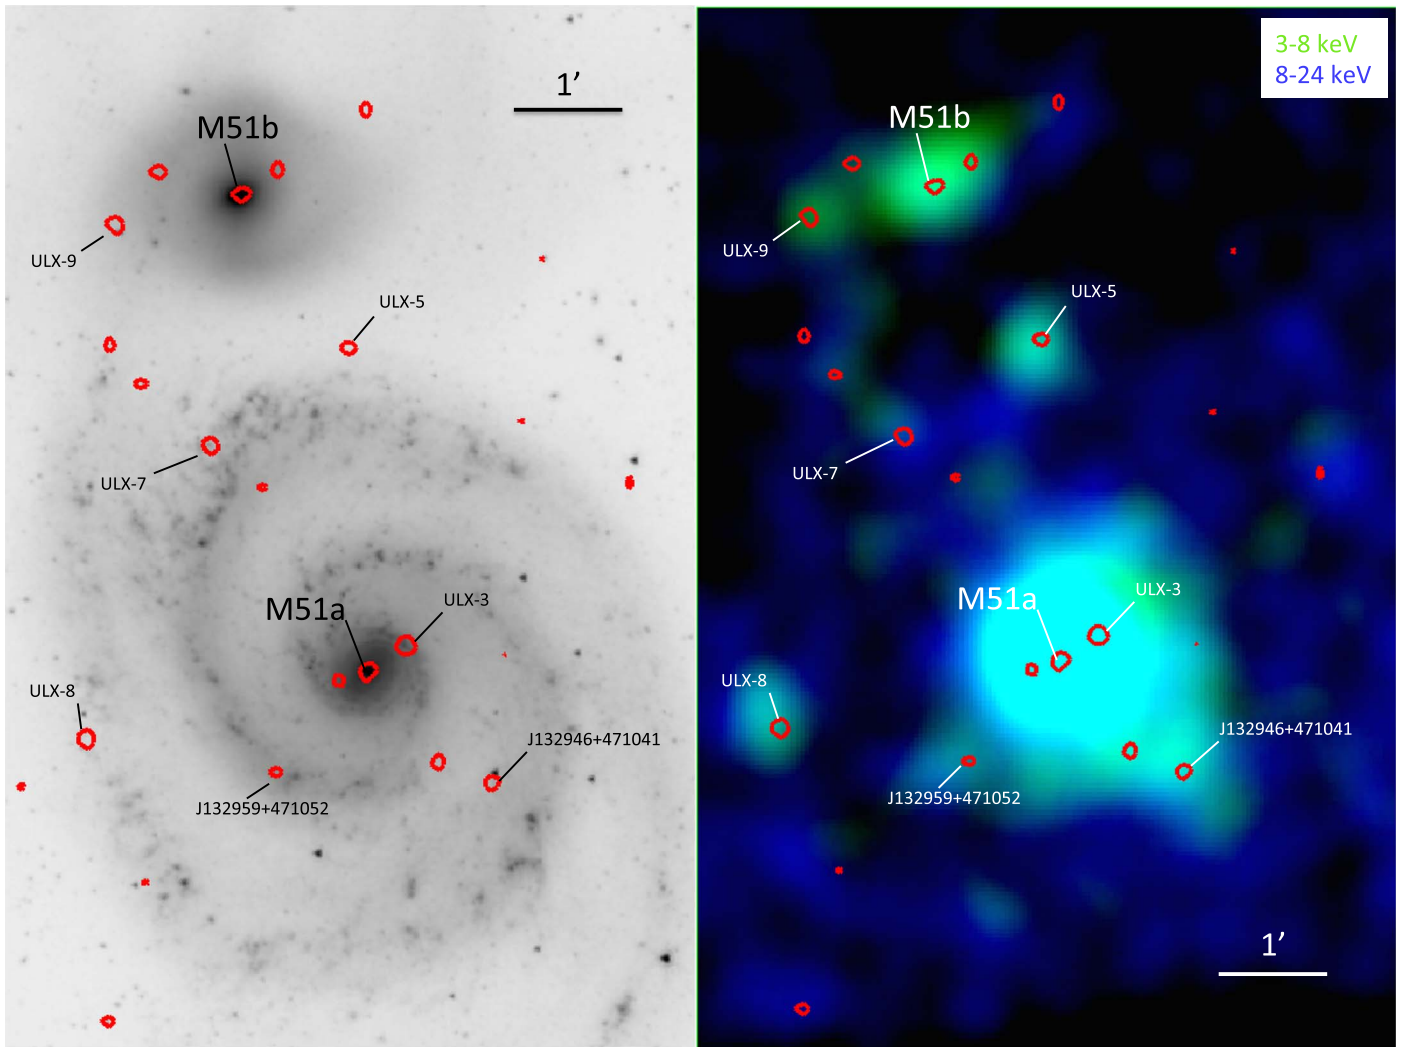 1’
M51b
ULX-9
ULX-5
ULX-7
M51a
ULX-3
ULX-8
J132946+471041
J132959+471052
3-8 keV
8-24 keV
M51b
ULX-9
ULX-5
ULX-7
M51a
ULX-3
ULX-8
J132946+471041
J132959+471052
1’